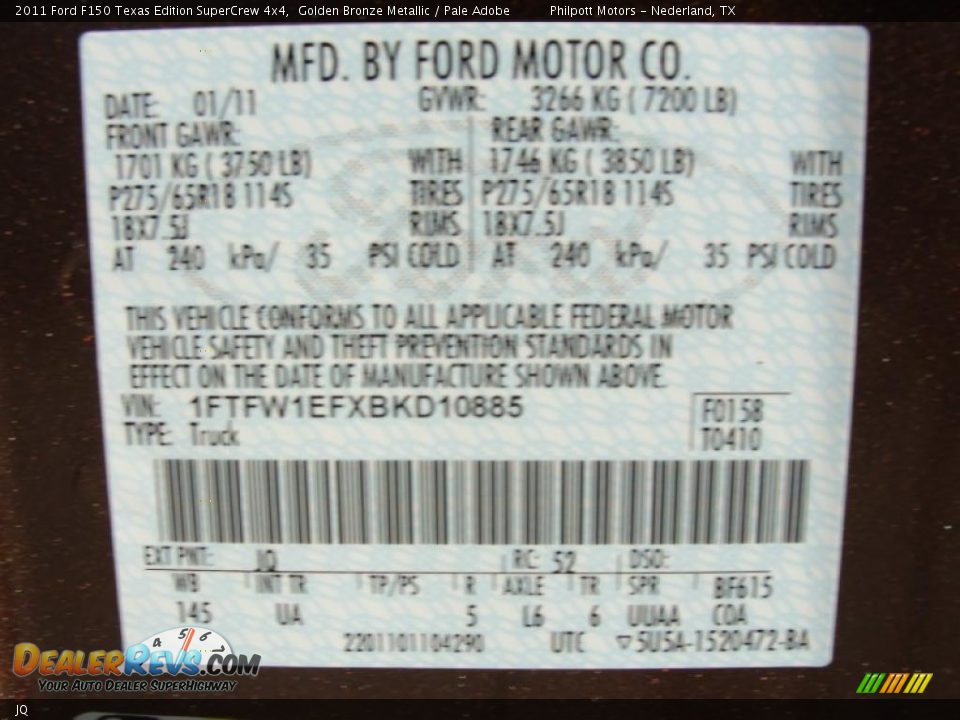 2011 Ford F150 Texas Edition SuperCrew 4x4, Golden Bronze Metallic / Pale Adobe Philpott Motors - Nederland, TX
MFD. BY FORD MOTOR CO.
DATE: 01/11 GVWR: 3266 KG ( 7200 LB)
FRONT GAWR: REAR GAWR:
1701 KG ( 3750 LB) WITH 1746 KG ( 3850 LB) WITH
P275/65R18 114S TIRES P275/65R18 114S TIRES
18X7.5J RIMS 18X7.5J RIMS
AT 240 kPa/ 35 PSI COLD AT 240 kPa/ 35 PSI COLD
THIS VEHICLE CONFORMS TO ALL APPLICABLE FEDERAL MOTOR
VEHICLE SAFETY AND THEFT PREVENTION STANDARDS IN
EFFECT ON THE DATE OF MANUFACTURE SHOWN ABOVE.
VIN: 1FTFW1EFXBKD10885 F0158
TYPE: Truck T0410
EXT PNT: JQ RC: 52 DSO:
WB INT TR TP/PS R AXLE TR SPR BF615
145 UA 5 L6 6 UUAA COA
2201101104290 UTC ▽5U5A-1520472-BA
4 5 6 7
DealerRevs.com
Your Auto Dealer SuperHighway
JQ